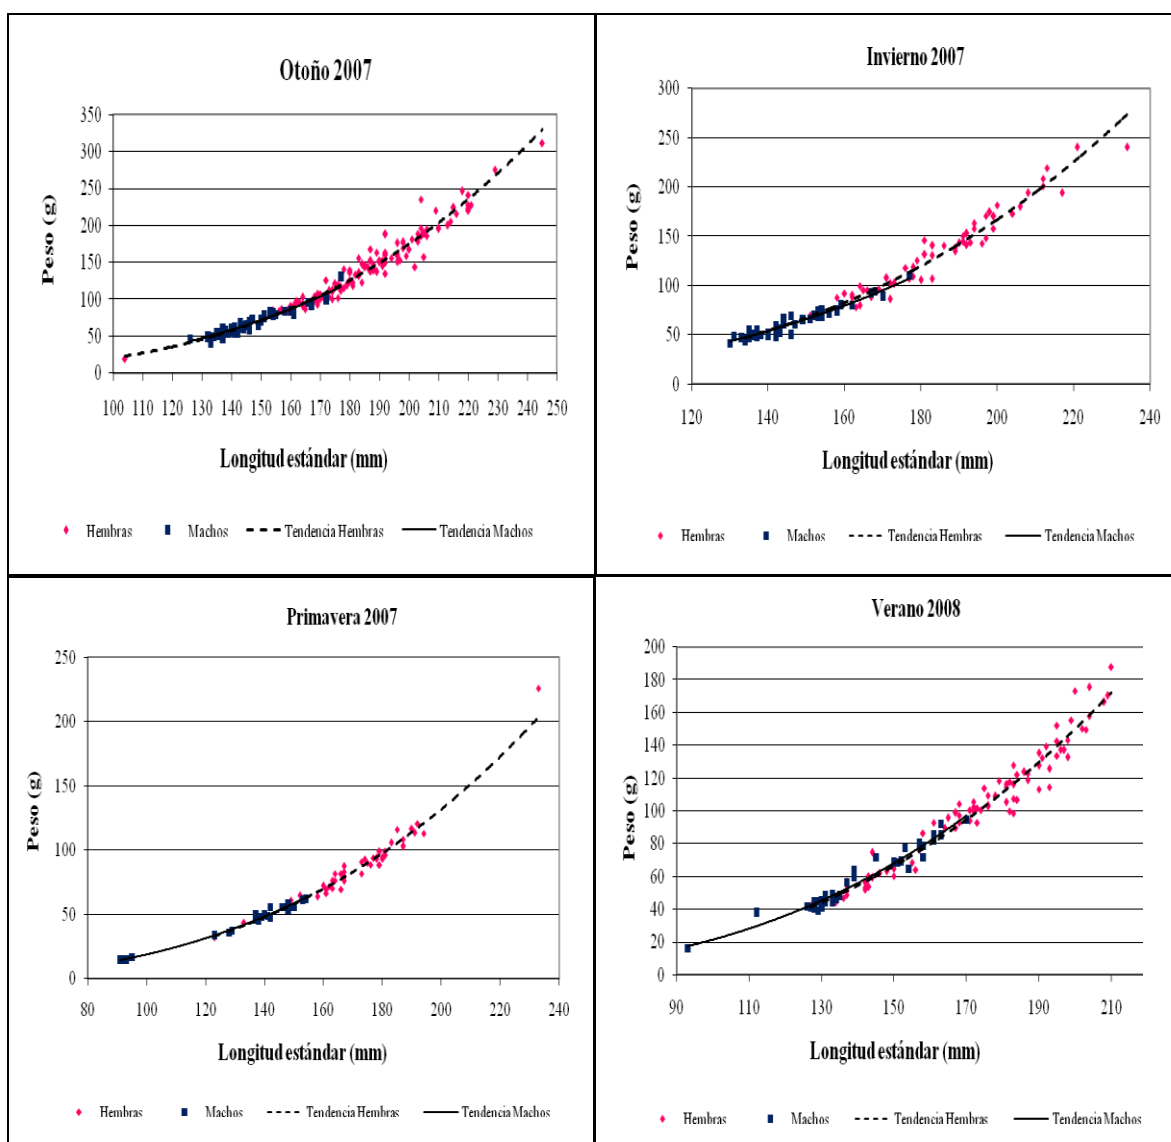 Otoño 2007
350
300
250
200
150
100
50
0
100 110 120 130 140 150 160 170 180 190 200 210 220 230 240 250
Peso (g)
Longitud estándar (mm)
Hembras Machos Tendencia Hembras Tendencia Machos
Invierno 2007
300
250
200
150
100
50
0
120 140 160 180 200 220 240
Peso (g)
Longitud estándar (mm)
Hembras Machos Tendencia Hembras Tendencia Machos
Primavera 2007
250
200
150
100
50
0
80 100 120 140 160 180 200 220 240
Peso (g)
Longitud estándar (mm)
Hembras Machos Tendencia Hembras Tendencia Machos
Verano 2008
200
180
160
140
120
100
80
60
40
20
0
90 110 130 150 170 190 210
Peso (g)
Longitud estándar (mm)
Hembras Machos Tendencia Hembras Tendencia Machos